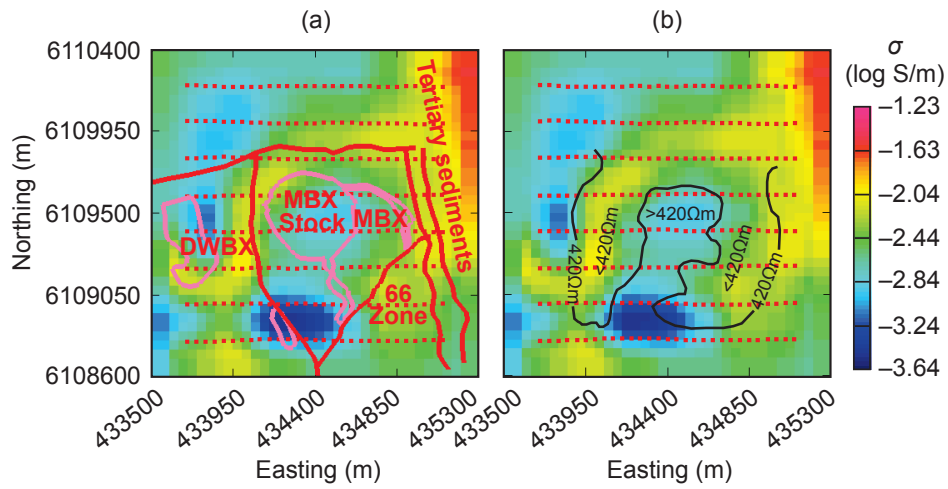 (a)
(b)
σ
(log S/m)
Northing (m)
6110400
6109950
6109500
6109050
6108600
Tertiary sediments
MBX
Stock
MBX
DWBX
66
Zone
>420Ωm
<420Ωm
420Ωm
<420Ωm
420Ωm
−1.23
−1.63
−2.04
−2.44
−2.84
−3.24
−3.64
433500
433950
434400
434850
435300
433500
433950
434400
434850
435300
Easting (m)
Easting (m)